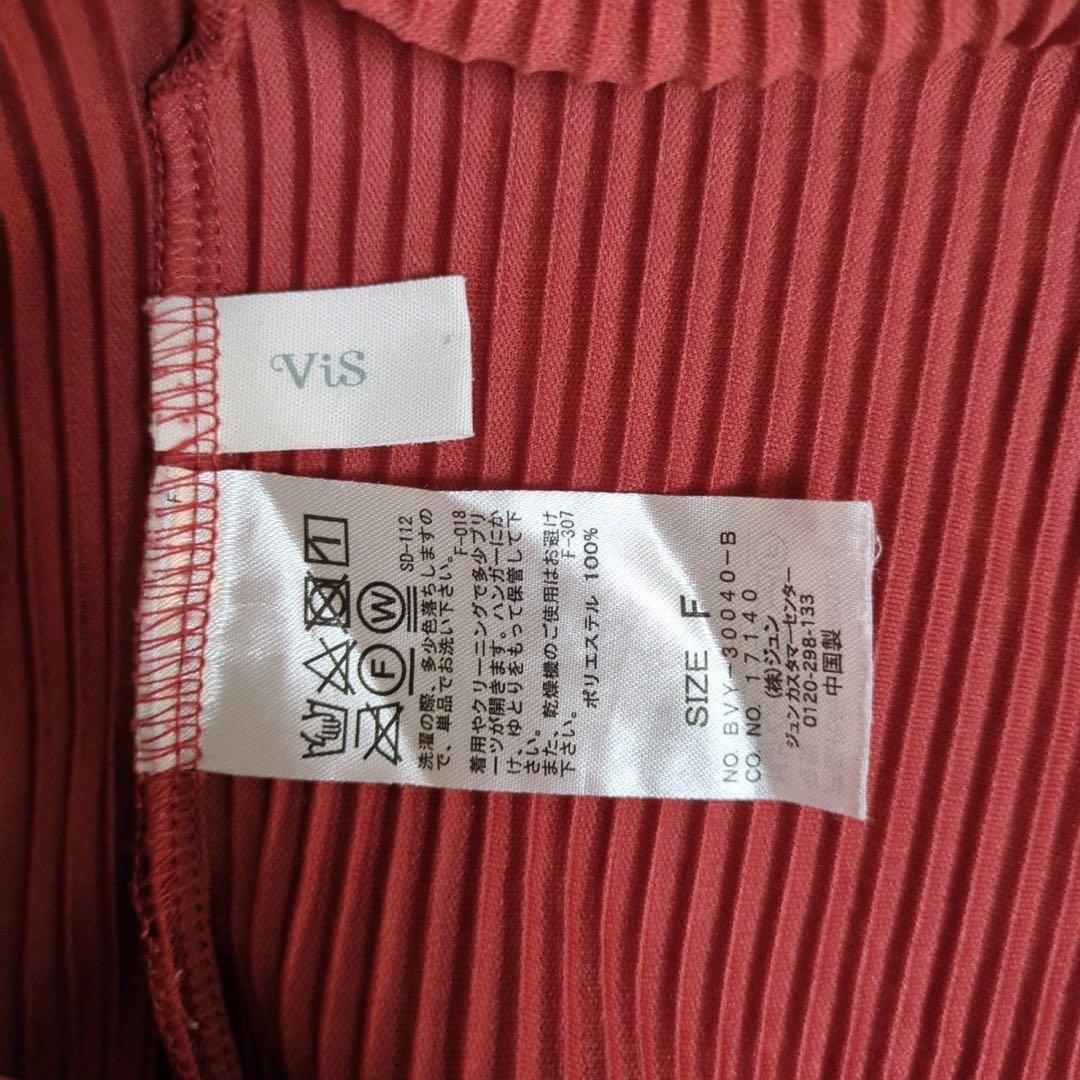 ViS
SD-112
洗濯の際、多少色落ちしますの
で、単品でお洗い下さい。
F-018
着用やクリーニングで多少プリ
ーツが開きます。ハンガーにか
け、ゆとりをもって保管して下
さい。
また、乾燥機のご使用はお避け
下さい。
F-307
ポリエステル 100%
SIZE F
NO. BVY-30040-B
CO. NO. 17140
(株)ジュン
ジュンカスタマーセンター
0120-298-133
中国製